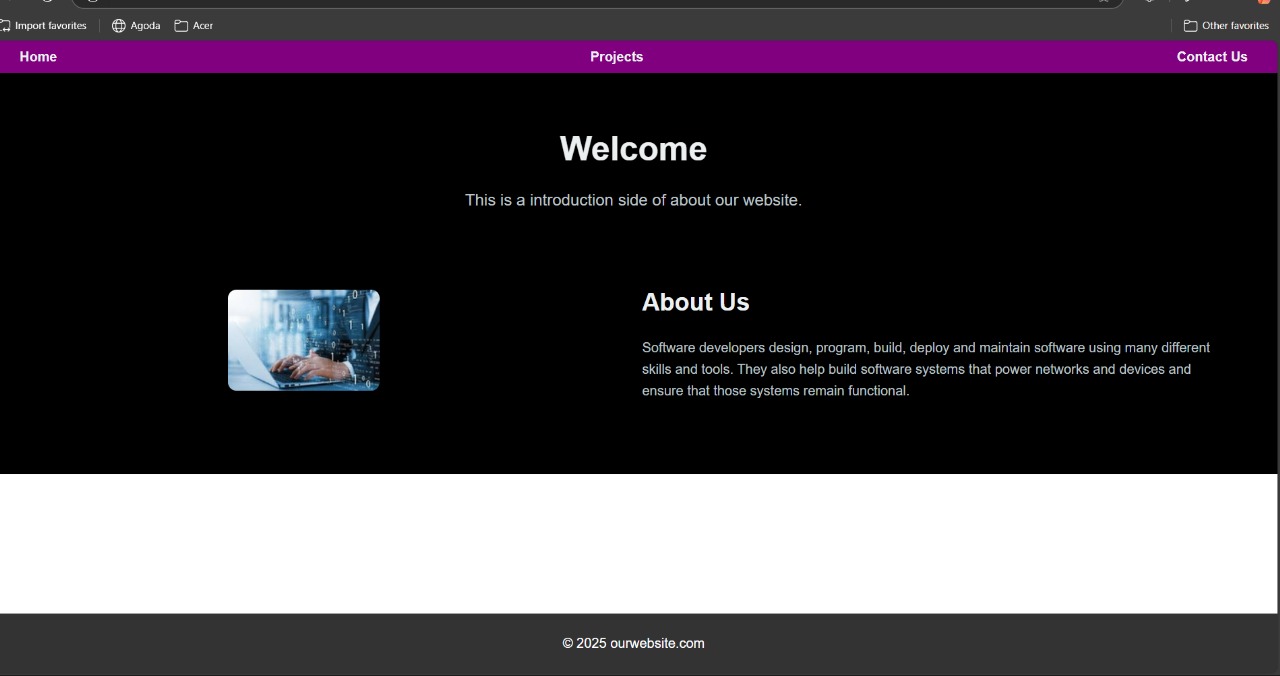 Import favorites Agoda Acer Other favorites
Home Projects Contact Us
Welcome
This is a introduction side of about our website.
About Us
Software developers design, program, build, deploy and maintain software using many different
skills and tools. They also help build software systems that power networks and devices and
ensure that those systems remain functional.
© 2025 ourwebsite.com